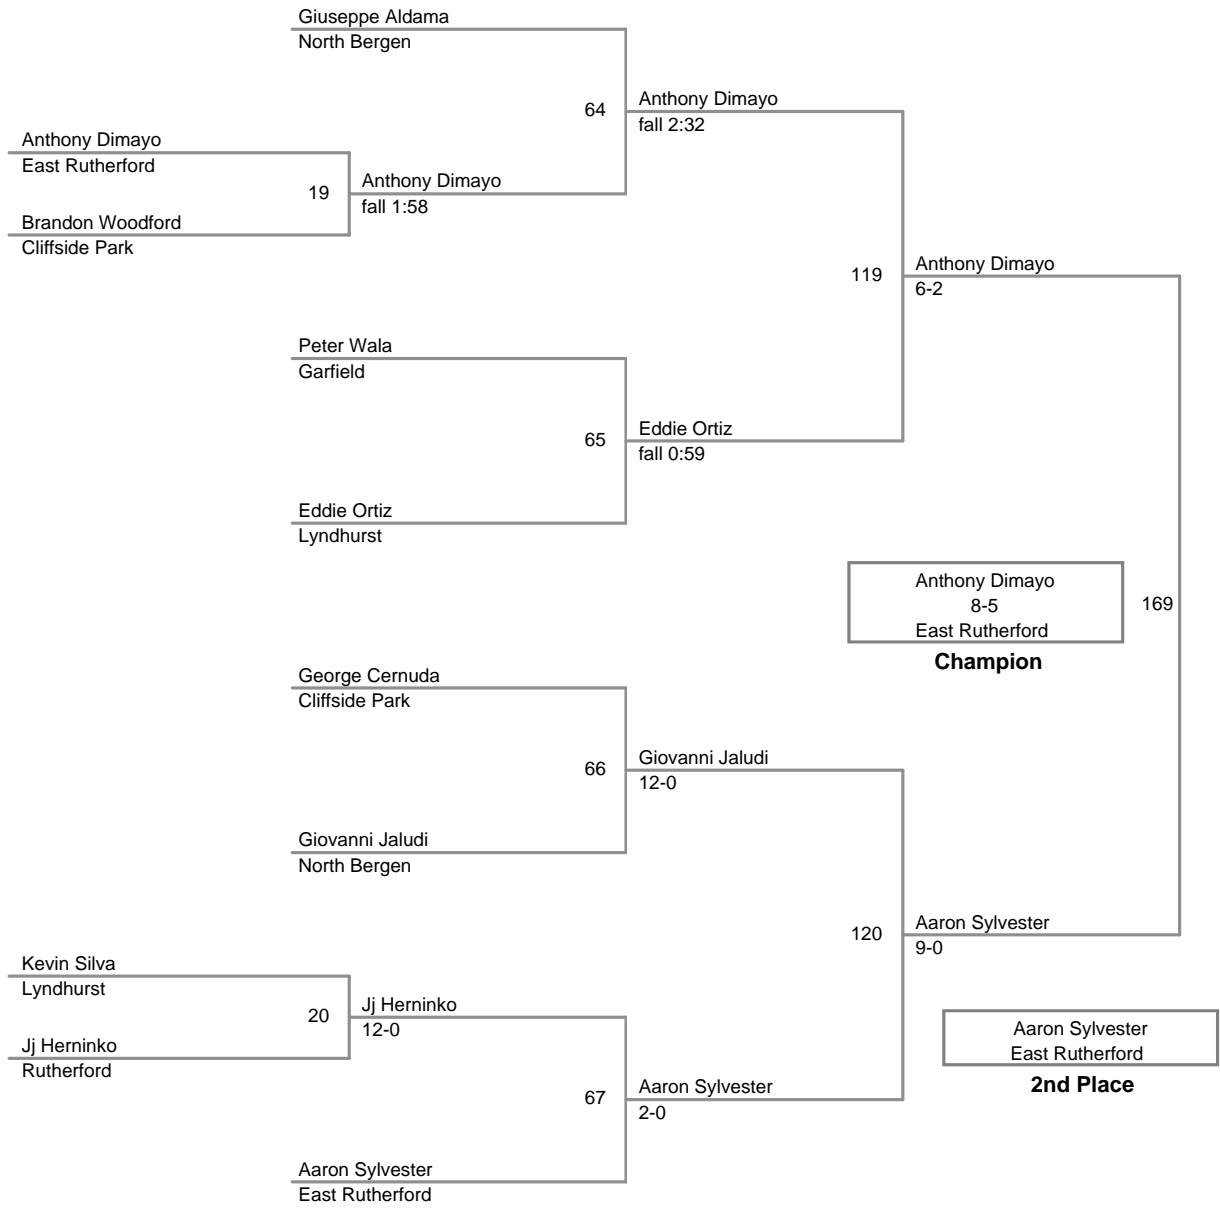 Giuseppe Aldama
North Bergen
64
Anthony Dimayo
fall 2:32
Anthony Dimayo
East Rutherford
19
Anthony Dimayo
fall 1:58
Brandon Woodford
Cliffside Park
119
Anthony Dimayo
6-2
Peter Wala
Garfield
65
Eddie Ortiz
fall 0:59
Eddie Ortiz
Lyndhurst
Anthony Dimayo
8-5
East Rutherford
Champion
169
George Cernuda
Cliffside Park
66
Giovanni Jaludi
12-0
Giovanni Jaludi
North Bergen
120
Aaron Sylvester
9-0
Kevin Silva
Lyndhurst
20
Jj Herninko
12-0
Jj Herninko
Rutherford
Aaron Sylvester
East Rutherford
2nd Place
67
Aaron Sylvester
2-0
Aaron Sylvester
East Rutherford